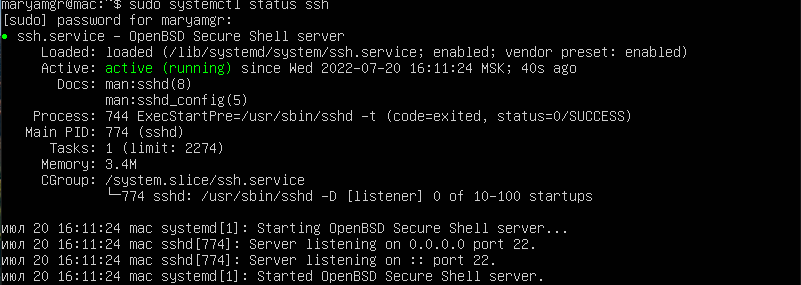 maryamgr@mac:~$ sudo systemctl status ssh
[sudo] password for maryamgr:
● ssh.service - OpenBSD Secure Shell server
Loaded: loaded (/lib/systemd/system/ssh.service; enabled; vendor preset: enabled)
Active: active (running) since Wed 2022-07-20 16:11:24 MSK; 40s ago
Docs: man:sshd(8)
man:sshd_config(5)
Process: 744 ExecStartPre=/usr/sbin/sshd -t (code=exited, status=0/SUCCESS)
Main PID: 774 (sshd)
Tasks: 1 (limit: 2274)
Memory: 3.4M
CGroup: /system.slice/ssh.service
└─774 sshd: /usr/sbin/sshd -D [listener] 0 of 10-100 startups
июл 20 16:11:24 mac systemd[1]: Starting OpenBSD Secure Shell server...
июл 20 16:11:24 mac sshd[774]: Server listening on 0.0.0.0 port 22.
июл 20 16:11:24 mac sshd[774]: Server listening on :: port 22.
июл 20 16:11:24 mac systemd[1]: Started OpenBSD Secure Shell server.